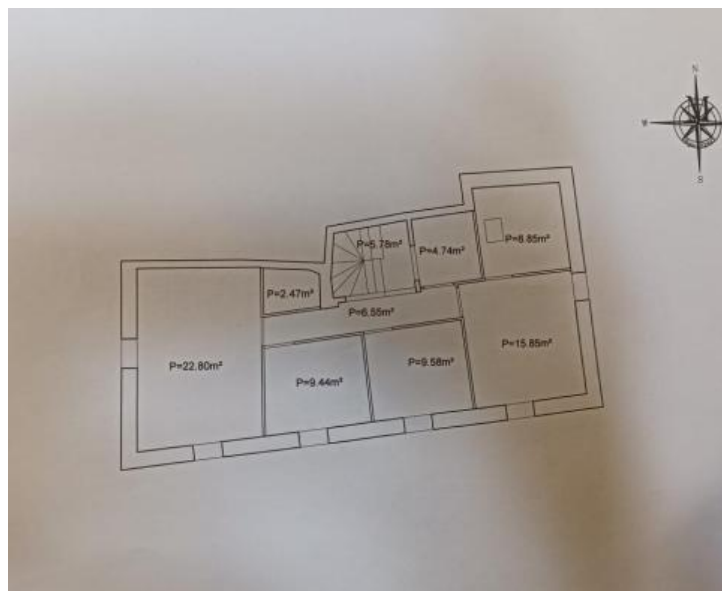 N
S
P=5.78m²
P=4.74m²
P=8.85m²
P=2.47m²
P=6.55m²
P=22.80m²
P=9.44m²
P=9.58m²
P=15.85m²